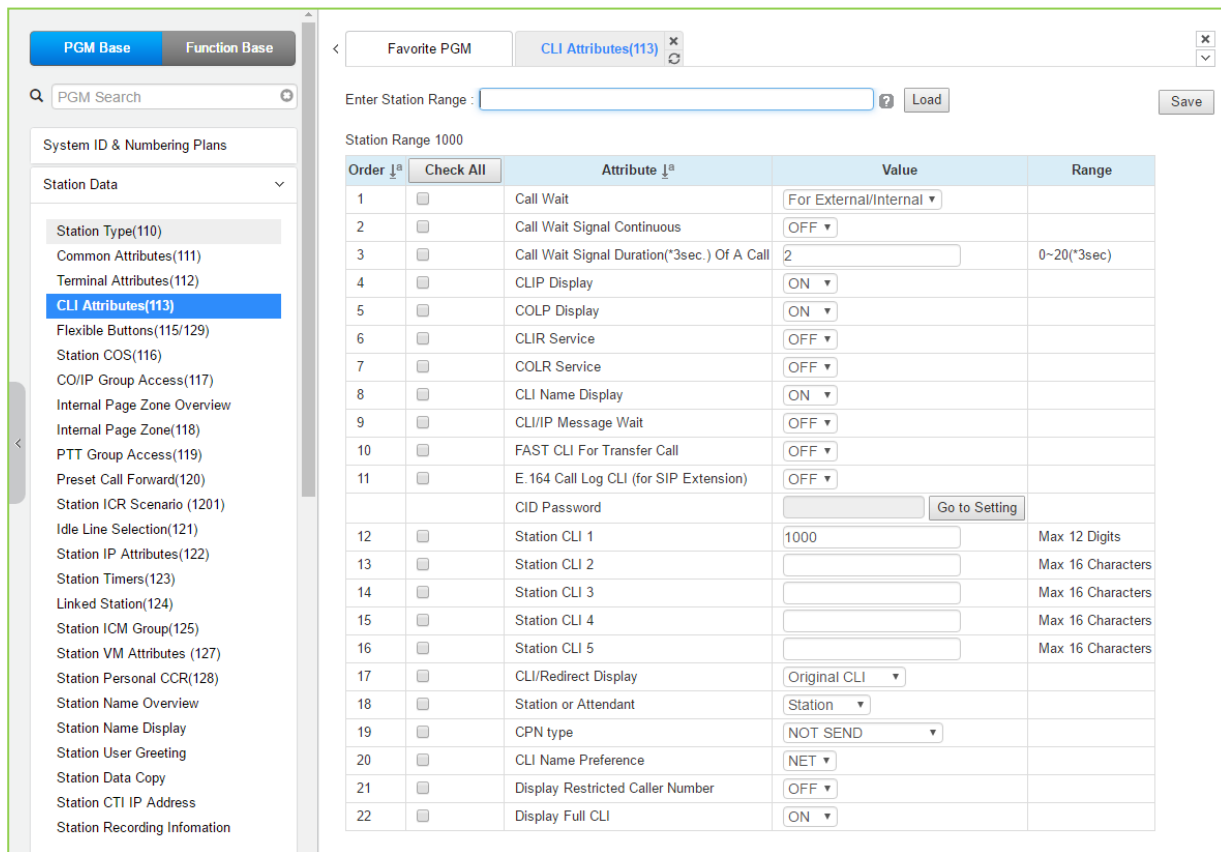 PGM Base Function Base
PGM Search
System ID & Numbering Plans
Station Data
Station Type(110)
Common Attributes(111)
Terminal Attributes(112)
CLI Attributes(113)
Flexible Buttons(115/129)
Station COS(116)
CO/IP Group Access(117)
Internal Page Zone Overview
Internal Page Zone(118)
PTT Group Access(119)
Preset Call Forward(120)
Station ICR Scenario (1201)
Idle Line Selection(121)
Station IP Attributes(122)
Station Timers(123)
Linked Station(124)
Station ICM Group(125)
Station VM Attributes (127)
Station Personal CCR(128)
Station Name Overview
Station Name Display
Station User Greeting
Station Data Copy
Station CTI IP Address
Station Recording Infomation
Favorite PGM CLI Attributes(113)
Enter Station Range : Load Save
Station Range 1000
Order Check All Attribute Value Range
1 Call Wait For External/Internal
2 Call Wait Signal Continuous OFF
3 Call Wait Signal Duration(*3sec.) Of A Call 2 0~20(*3sec)
4 CLIP Display ON
5 COLP Display ON
6 CLIR Service OFF
7 COLR Service OFF
8 CLI Name Display ON
9 CLI/IP Message Wait OFF
10 FAST CLI For Transfer Call OFF
11 E.164 Call Log CLI (for SIP Extension) OFF
CID Password Go to Setting
12 Station CLI 1 1000 Max 12 Digits
13 Station CLI 2 Max 16 Characters
14 Station CLI 3 Max 16 Characters
15 Station CLI 4 Max 16 Characters
16 Station CLI 5 Max 16 Characters
17 CLI/Redirect Display Original CLI
18 Station or Attendant Station
19 CPN type NOT SEND
20 CLI Name Preference NET
21 Display Restricted Caller Number OFF
22 Display Full CLI ON